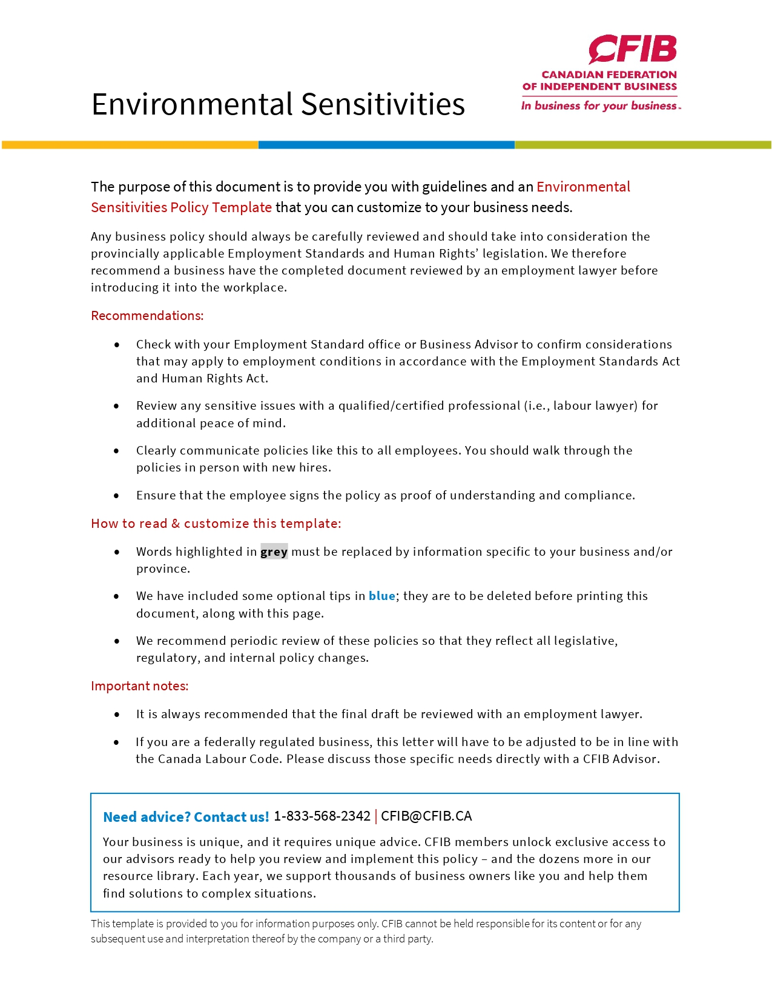 CFIB
CANADIAN FEDERATION
OF INDEPENDENT BUSINESS
In business for your business™
Environmental Sensitivities
The purpose of this document is to provide you with guidelines and an Environmental
Sensitivities Policy Template that you can customize to your business needs.
Any business policy should always be carefully reviewed and should take into consideration the
provincially applicable Employment Standards and Human Rights’ legislation. We therefore
recommend a business have the completed document reviewed by an employment lawyer before
introducing it into the workplace.
Recommendations:
• Check with your Employment Standard office or Business Advisor to confirm considerations
that may apply to employment conditions in accordance with the Employment Standards Act
and Human Rights Act.
• Review any sensitive issues with a qualified/certified professional (i.e., labour lawyer) for
additional peace of mind.
• Clearly communicate policies like this to all employees. You should walk through the
policies in person with new hires.
• Ensure that the employee signs the policy as proof of understanding and compliance.
How to read & customize this template:
• Words highlighted in grey must be replaced by information specific to your business and/or
province.
• We have included some optional tips in blue; they are to be deleted before printing this
document, along with this page.
• We recommend periodic review of these policies so that they reflect all legislative,
regulatory, and internal policy changes.
Important notes:
• It is always recommended that the final draft be reviewed with an employment lawyer.
• If you are a federally regulated business, this letter will have to be adjusted to be in line with
the Canada Labour Code. Please discuss those specific needs directly with a CFIB Advisor.
Need advice? Contact us! 1-833-568-2342 | CFIB@CFIB.CA
Your business is unique, and it requires unique advice. CFIB members unlock exclusive access to
our advisors ready to help you review and implement this policy – and the dozens more in our
resource library. Each year, we support thousands of business owners like you and help them
find solutions to complex situations.
This template is provided to you for information purposes only. CFIB cannot be held responsible for its content or for any
subsequent use and interpretation thereof by the company or a third party.